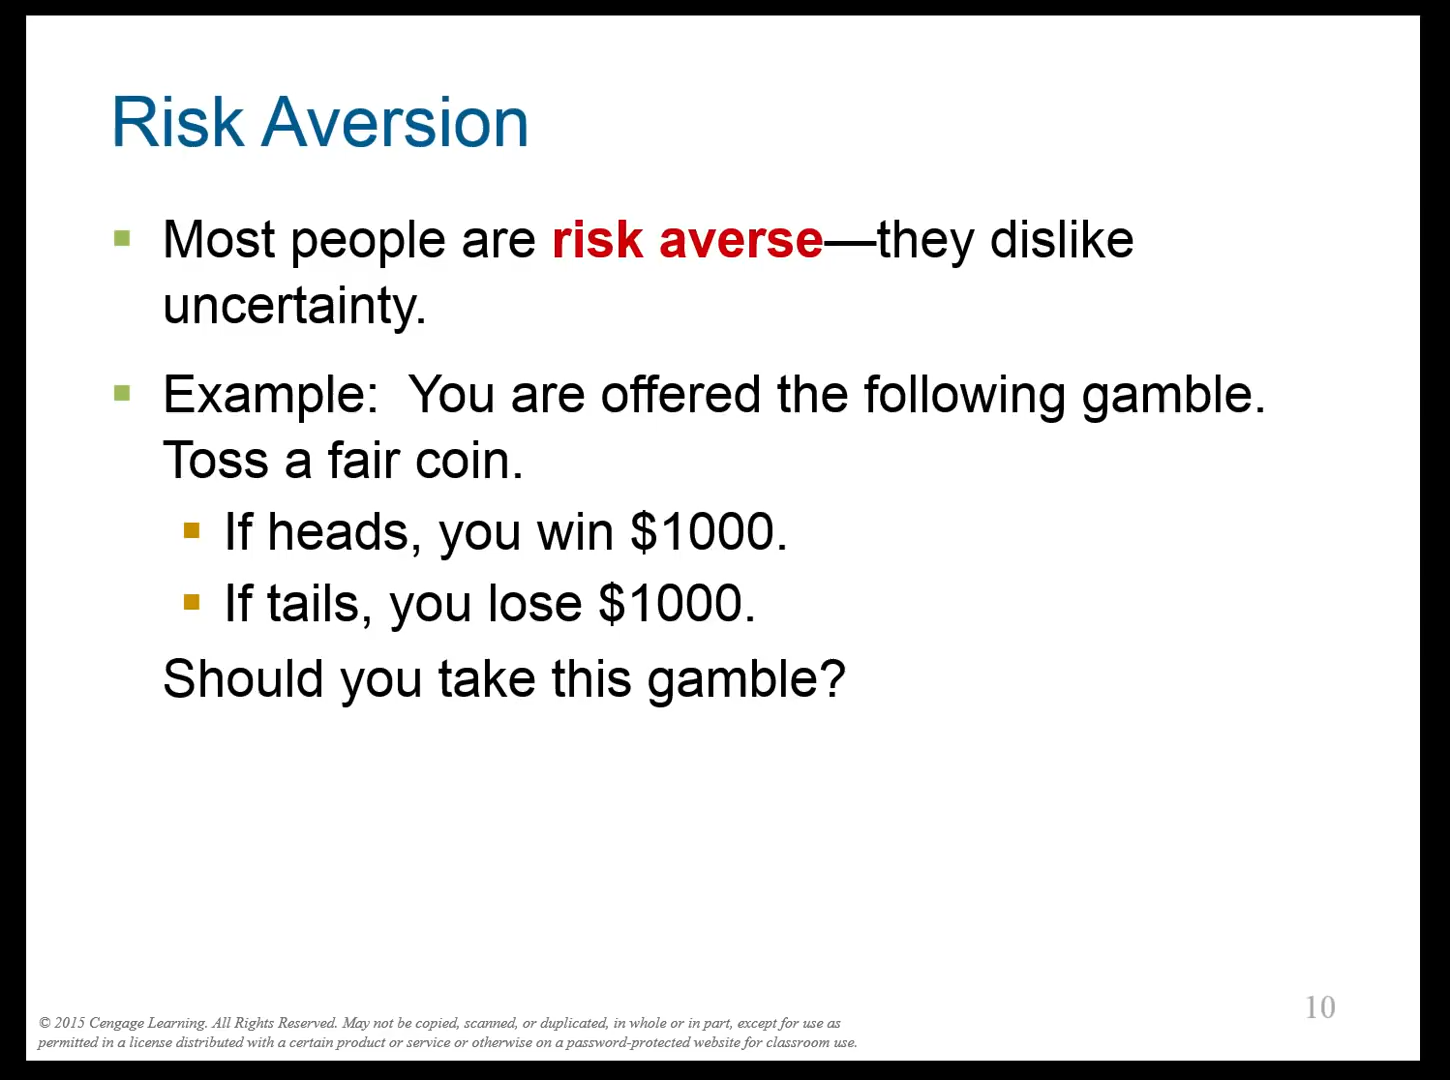 Risk Aversion
Most people are risk averse—they dislike
uncertainty.
Example:  You are offered the following gamble.
Toss a fair coin.
If heads, you win $1000.
If tails, you lose $1000.
Should you take this gamble?
10
© 2015 Cengage Learning. All Rights Reserved. May not be copied, scanned, or duplicated, in whole or in part, except for use as
permitted in a license distributed with a certain product or service or otherwise on a password-protected website for classroom use.